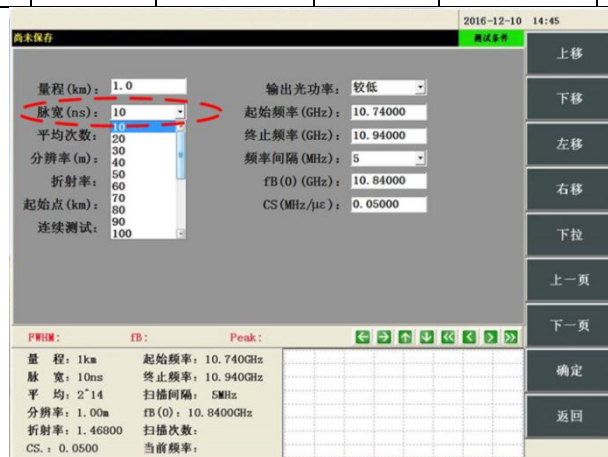 2016-12-10 14:45
尚未保存
测试条件
量程(km): 1.0
脉宽(ns): 10
平均次数:
分辨率(m):
折射率:
起始点(km):
连续测试:
10
20
30
40
50
60
70
80
90
100
输出光功率: 较低
起始频率(GHz): 10.74000
终止频率(GHz): 10.94000
频率间隔(MHz): 5
fB(0)(GHz): 10.84000
CS(MHz/με): 0.05000
上移
下移
左移
右移
下拉
上一页
下一页
确定
返回
FWHM: fB: Peak:
量 程: 1km 起始频率: 10.740GHz
脉 宽: 10ns 终止频率: 10.940GHz
平 均: 2^14 扫描间隔: 5MHz
分辨率: 1.00m fB(0): 10.8400GHz
折射率: 1.46800 扫描次数:
CS.: 0.0500 当前频率: